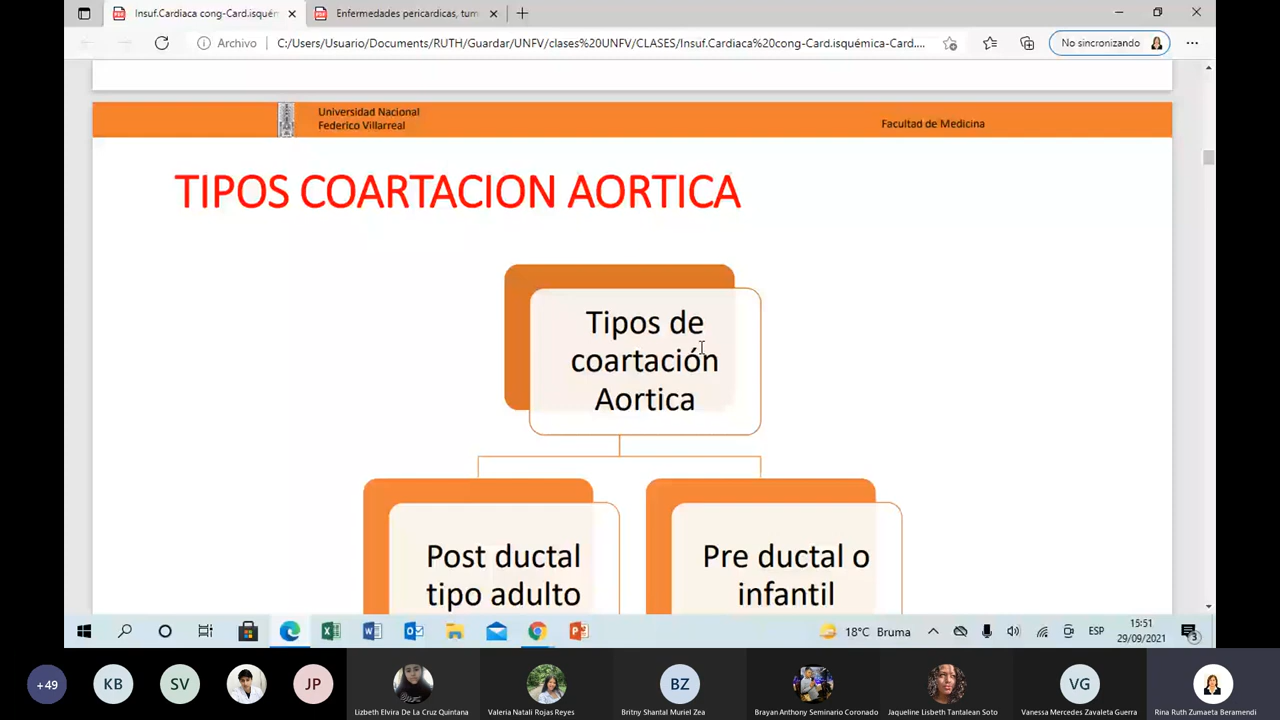 Insuf.Cardiaca cong-Card.isquém
Enfermedades pericardicas, tum
Archivo
C:/Users/Usuario/Documents/RUTH/Guardar/UNFV/clases%20UNFV/CLASES/Insuf.Cardiaca%20cong-Card.isquémica-Card....
No sincronizando
Universidad Nacional
Federico Villarreal
Facultad de Medicina
TIPOS COARTACION AORTICA
Tipos de
coartación
Aortica
Post ductal
tipo adulto
Pre ductal o
infantil
18°C Bruma
ESP
15:51
29/09/2021
3
+49
KB
SV
JP
BZ
VG
Lizbeth Elvira De La Cruz Quintana
Valeria Natali Rojas Reyes
Britny Shantal Muriel Zea
Brayan Anthony Seminario Coronado
Jaqueline Lisbeth Tantalean Soto
Vanessa Mercedes Zavaleta Guerra
Rina Ruth Zumaeta Beramendi